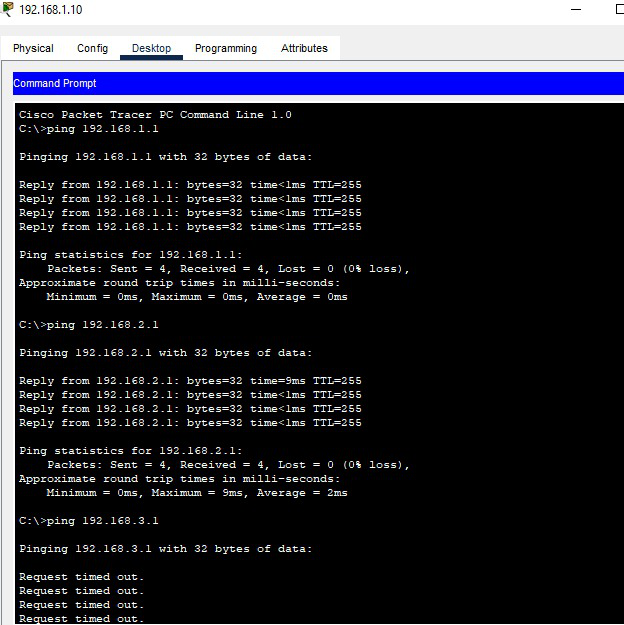 192.168.1.10
Physical Config Desktop Programming Attributes
Command Prompt
Cisco Packet Tracer PC Command Line 1.0
C:\>ping 192.168.1.1
Pinging 192.168.1.1 with 32 bytes of data:
Reply from 192.168.1.1: bytes=32 time<1ms TTL=255
Reply from 192.168.1.1: bytes=32 time<1ms TTL=255
Reply from 192.168.1.1: bytes=32 time<1ms TTL=255
Reply from 192.168.1.1: bytes=32 time<1ms TTL=255
Ping statistics for 192.168.1.1:
Packets: Sent = 4, Received = 4, Lost = 0 (0% loss),
Approximate round trip times in milli-seconds:
Minimum = 0ms, Maximum = 0ms, Average = 0ms
C:\>ping 192.168.2.1
Pinging 192.168.2.1 with 32 bytes of data:
Reply from 192.168.2.1: bytes=32 time=9ms TTL=255
Reply from 192.168.2.1: bytes=32 time<1ms TTL=255
Reply from 192.168.2.1: bytes=32 time<1ms TTL=255
Reply from 192.168.2.1: bytes=32 time<1ms TTL=255
Ping statistics for 192.168.2.1:
Packets: Sent = 4, Received = 4, Lost = 0 (0% loss),
Approximate round trip times in milli-seconds:
Minimum = 0ms, Maximum = 9ms, Average = 2ms
C:\>ping 192.168.3.1
Pinging 192.168.3.1 with 32 bytes of data:
Request timed out.
Request timed out.
Request timed out.
Request timed out.